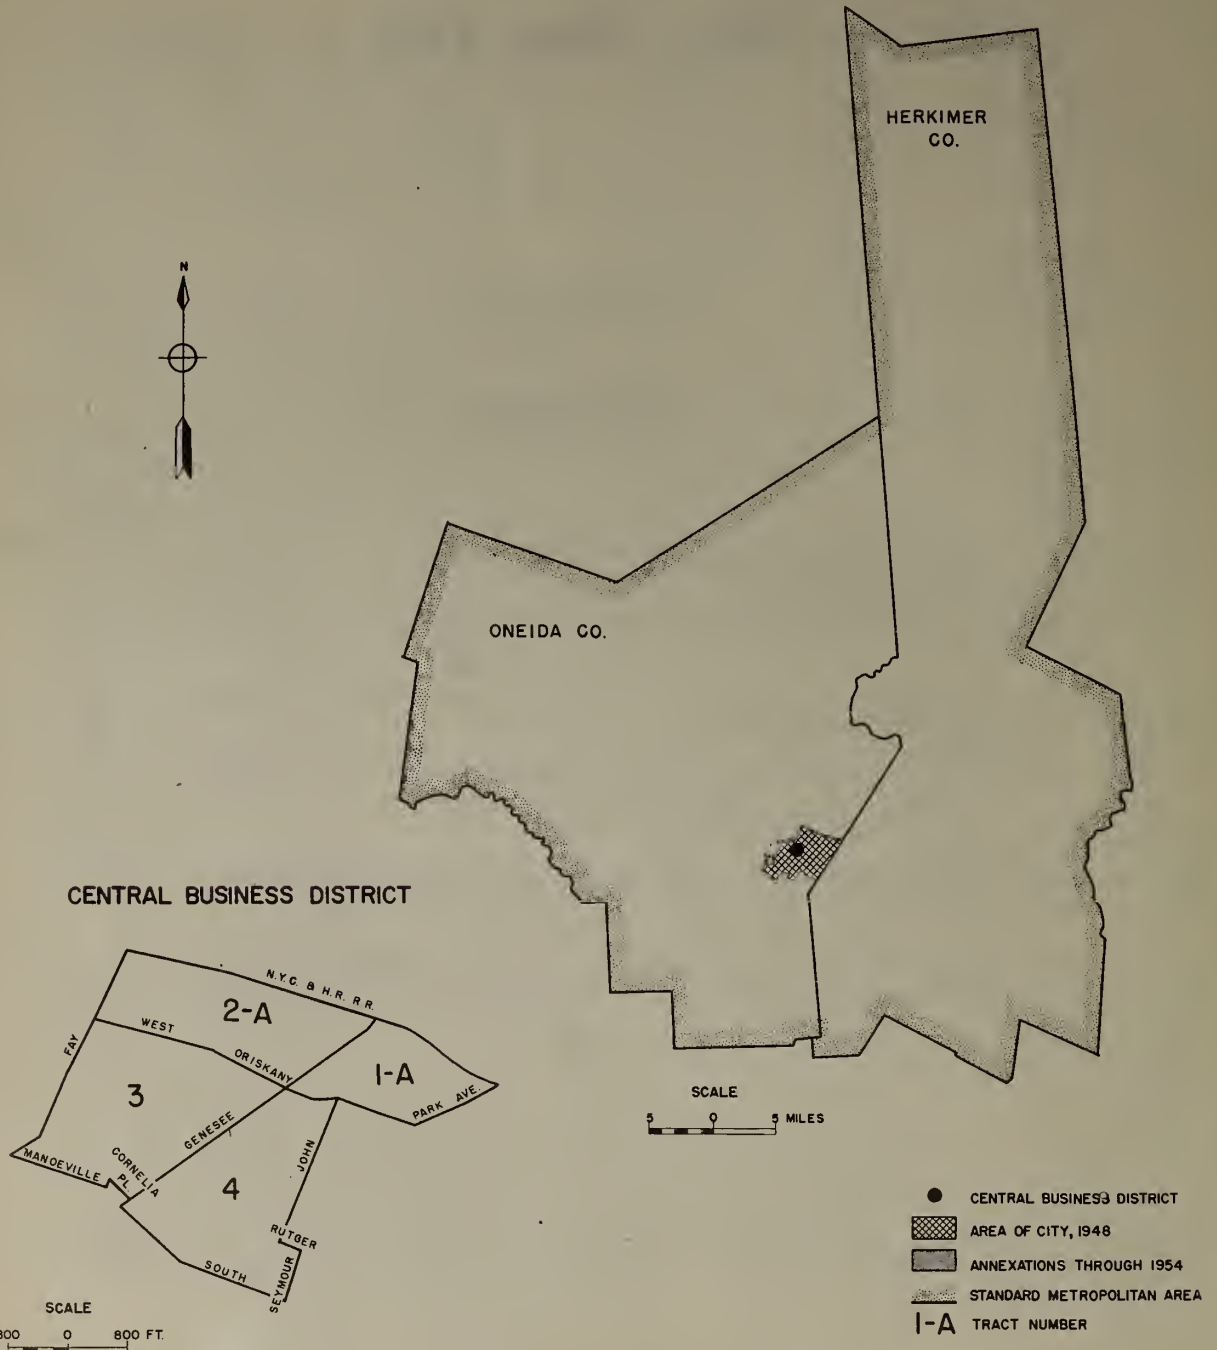 HERKIMER
CO.
N
ONEIDA CO.
CENTRAL BUSINESS DISTRICT
N.Y.C. & H.R. R.R.
2-A
WEST
ORISKANY
FAY
1-A
PARK AVE.
3
GENESEE
JOHN
MANDEVILLE
CORNELIA
PL.
4
RUTGER
SOUTH
SEYMOUR
SCALE
5 0 5 MILES
CENTRAL BUSINESS DISTRICT
AREA OF CITY, 1948
ANNEXATIONS THROUGH 1954
STANDARD METROPOLITAN AREA
1-A TRACT NUMBER
SCALE
800 0 800 FT.